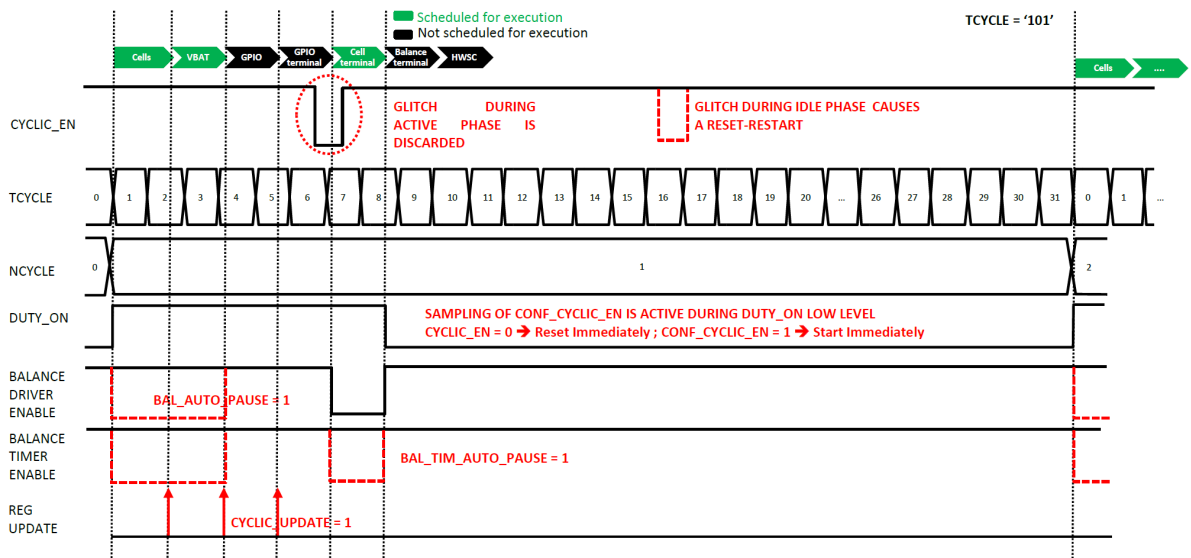 Scheduled for execution
Not scheduled for execution
TCYCLE = ‘101’
Cells
VBAT
GPIO
GPIO
terminal
Cell
terminal
Balance
terminal
HWSC
Cells
....
CYCLIC_EN
GLITCH DURING
ACTIVE PHASE IS
DISCARDED
GLITCH DURING IDLE PHASE CAUSES
A RESET-RESTART
TCYCLE
0 1 2 3 4 5 6 7 8 9 10 11 12 13 14 15 16 17 18 19 20 ... 26 27 28 29 30 31 0 1 ...
NCYCLE
0 1 2
DUTY_ON
SAMPLING OF CONF_CYCLIC_EN IS ACTIVE DURING DUTY_ON LOW LEVEL
CYCLIC_EN = 0 ➔ Reset Immediately ; CONF_CYCLIC_EN = 1 ➔ Start Immediately
BALANCE
DRIVER
ENABLE
BAL_AUTO_PAUSE = 1
BALANCE
TIMER
ENABLE
BAL_TIM_AUTO_PAUSE = 1
REG
UPDATE
CYCLIC_UPDATE = 1